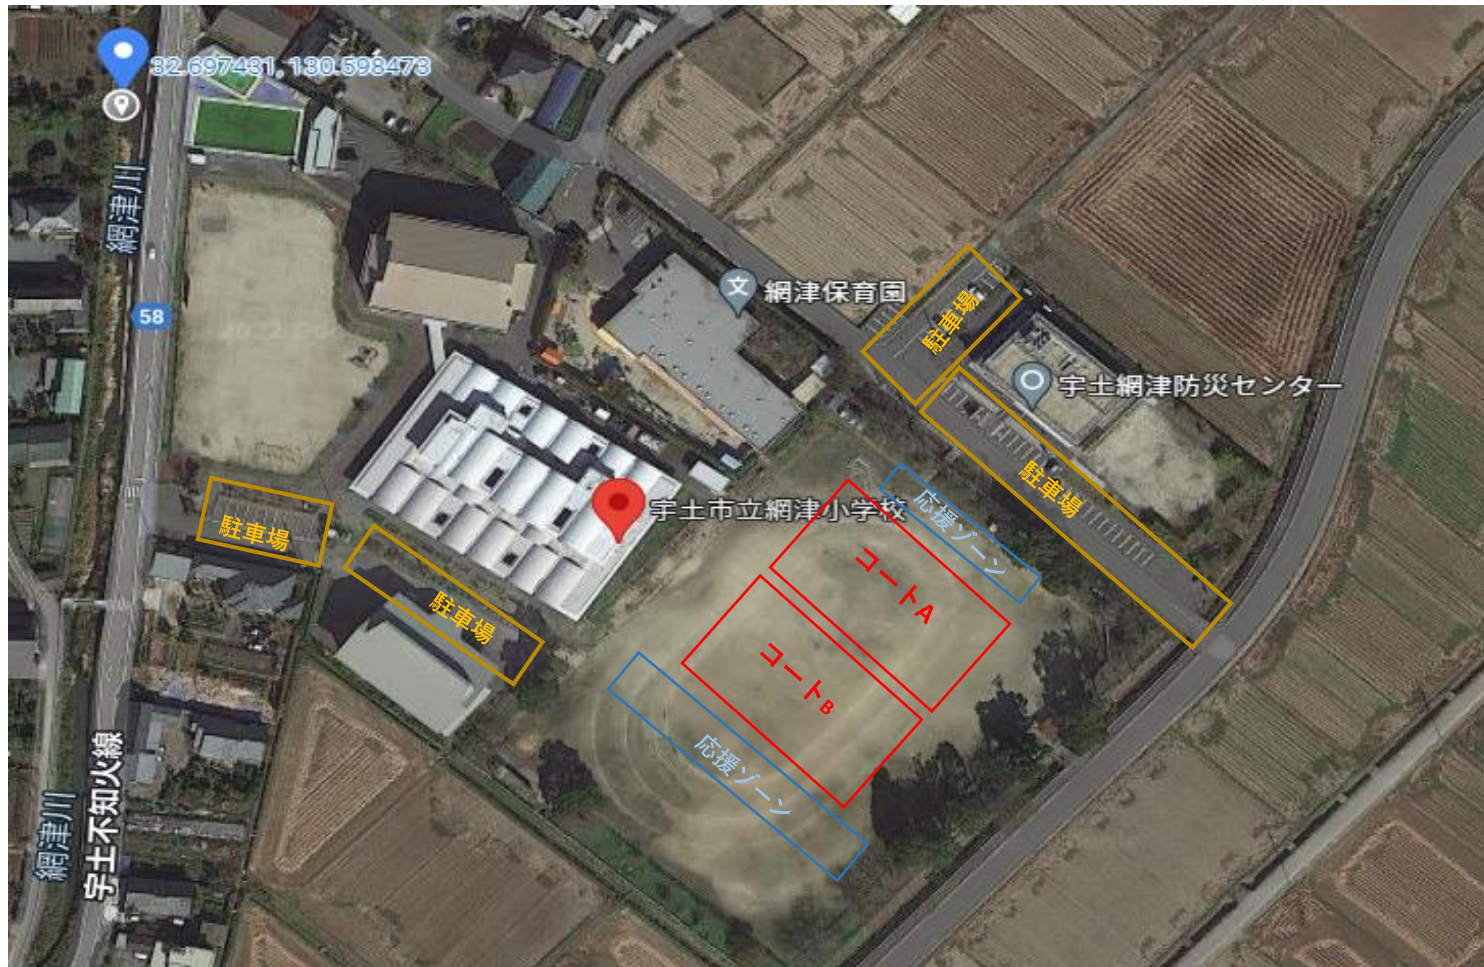 32.697431, 130.598473
網津川
58
文
網津保育園
駐車場
宇土網津防災センター
駐車場
宇土市立網津小学校
応援ゾーン
駐車場
コートA
駐車場
コートB
応援ゾーン
宇土不知火線
網津川